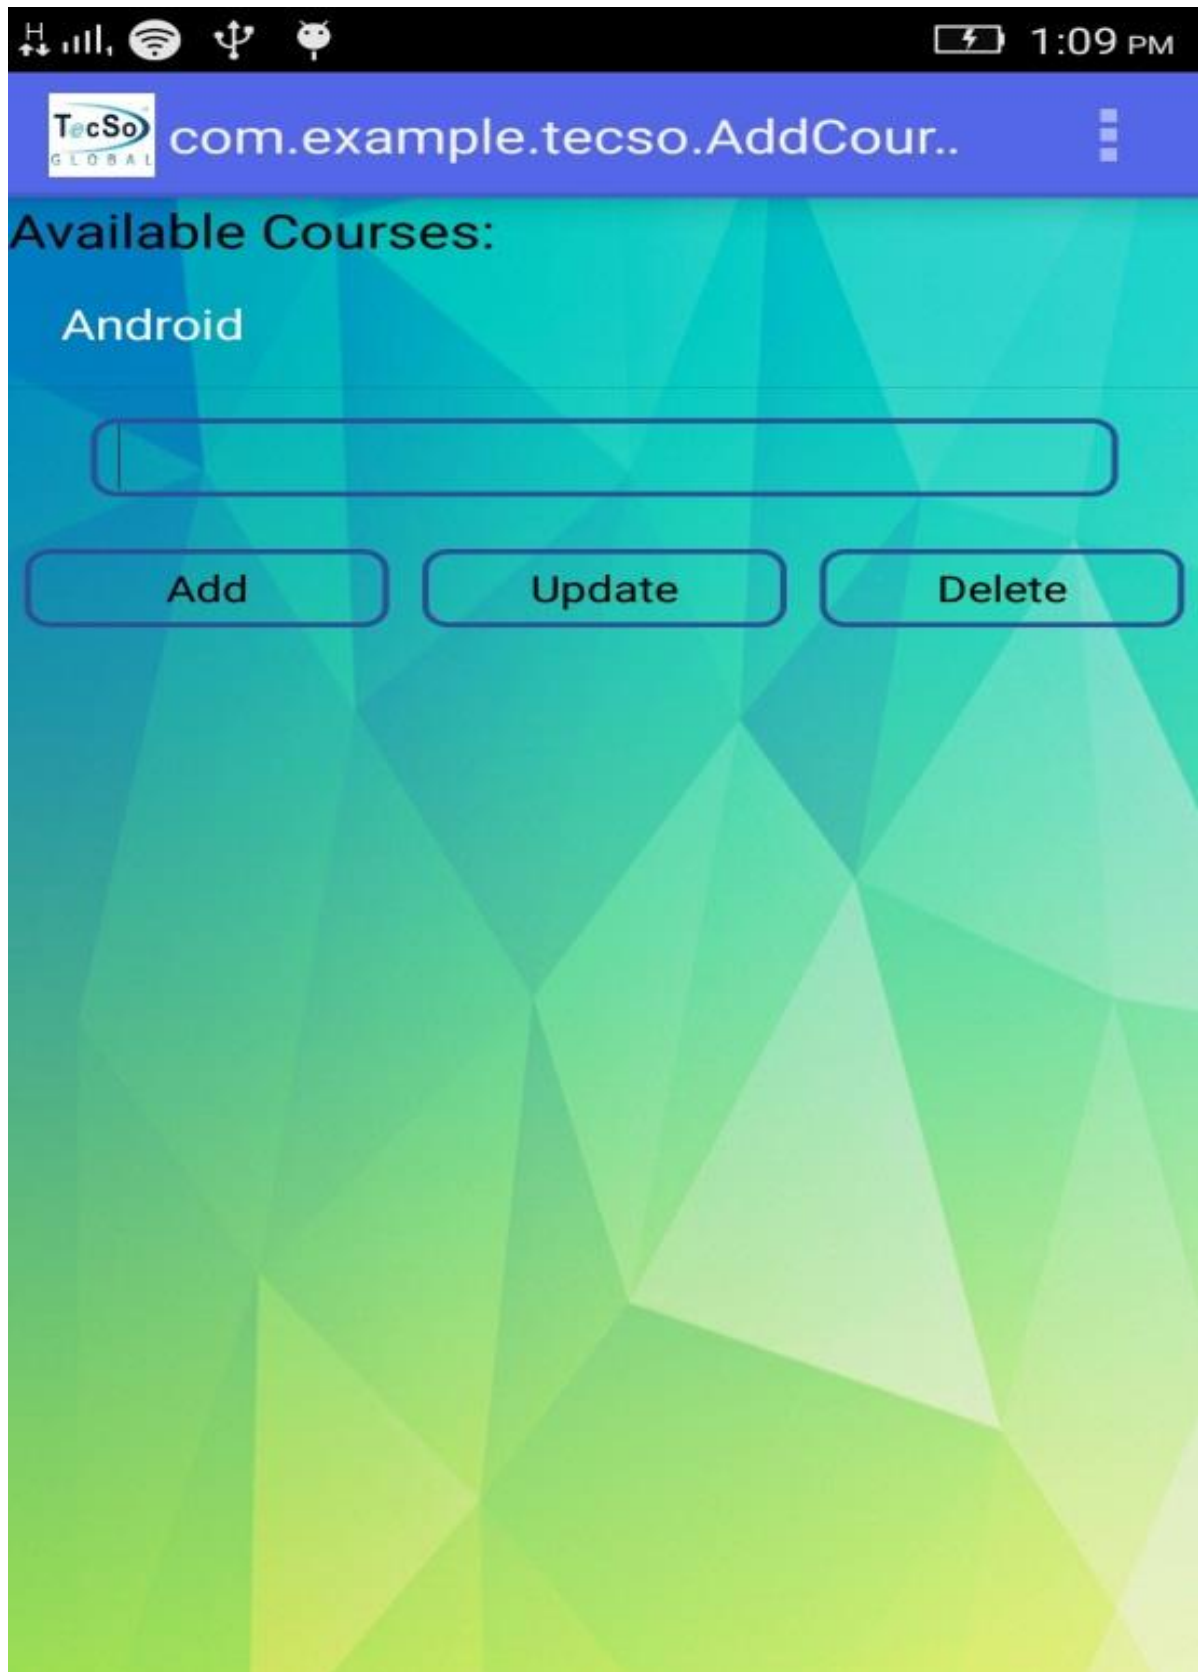 H 1:09 PM
TecSo
GLOBAL
com.example.tecso.AddCour..
Available Courses:
Android
Add Update Delete